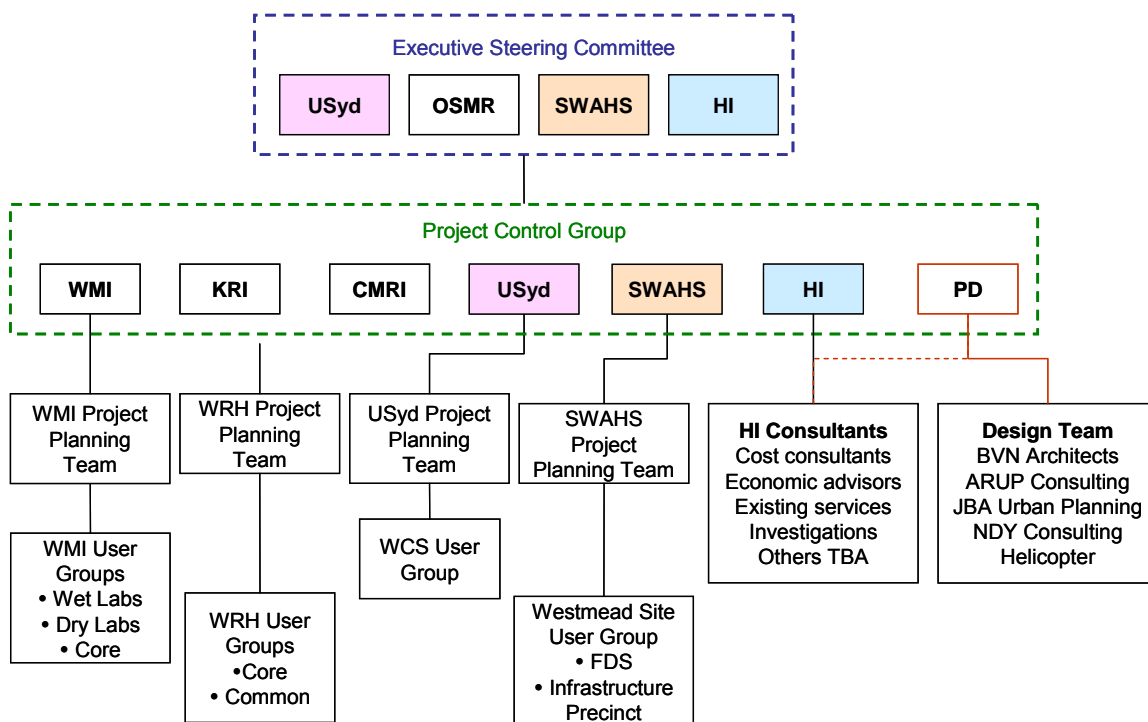 Executive Steering Committee
USyd
OSMR
SWAHS
HI
Project Control Group
WMI
KRI
CMRI
USyd
SWAHS
HI
PD
WMI Project
Planning
Team
WRH Project
Planning
Team
USyd Project
Planning
Team
SWAHS
Project
Planning Team
HI Consultants
Cost consultants
Economic advisors
Existing services
Investigations
Others TBA
Design Team
BVN Architects
ARUP Consulting
JBA Urban Planning
NDY Consulting
Helicopter
WMI User
Groups
• Wet Labs
• Dry Labs
• Core
WRH User
Groups
•Core
• Common
WCS User
Group
Westmead Site
User Group
• FDS
• Infrastructure
Precinct